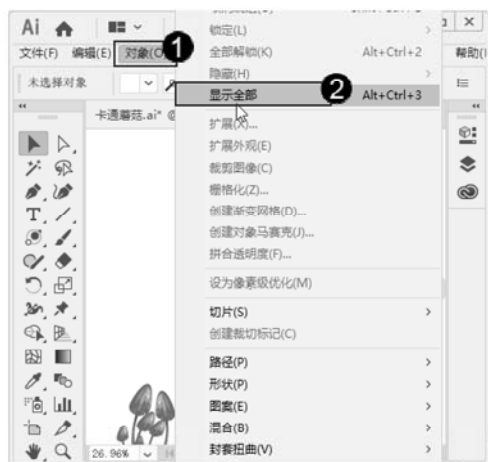 Ai
文件(F) 编辑(E) 对象(O 1 帮助(
未选择对象
卡通蘑菇.ai* @
锁定(L)
全部解锁(K) Alt+Ctrl+2
隐藏(H)
显示全部 2 Alt+Ctrl+3
扩展(X)...
扩展外观(E)
裁剪图像(C)
栅格化(Z)...
创建渐变网格(D)...
创建对象马赛克(J)...
拼合透明度(F)...
设为像素级优化(M)
切片(S)
创建裁切标记(C)
路径(P)
形状(P)
图案(E)
混合(B)
封套扭曲(V)
26.96%